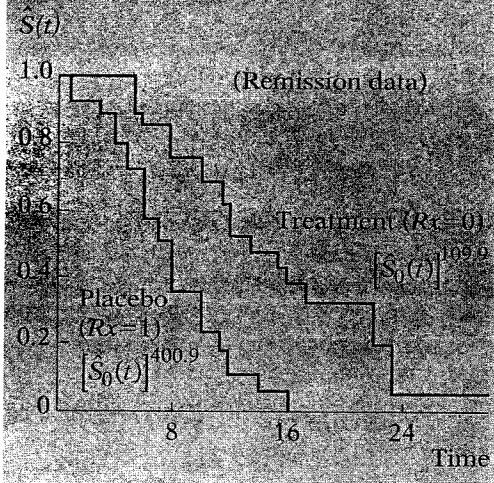 Ŝ(t)
1.0
(Remission data)
0.8
0.6
Treatment (Rx=0)
[Ŝ₀(t)]^109.9
0.4
Placebo
(Rx=1)
0.2
[Ŝ₀(t)]^400.9
0
8 16 24
Time